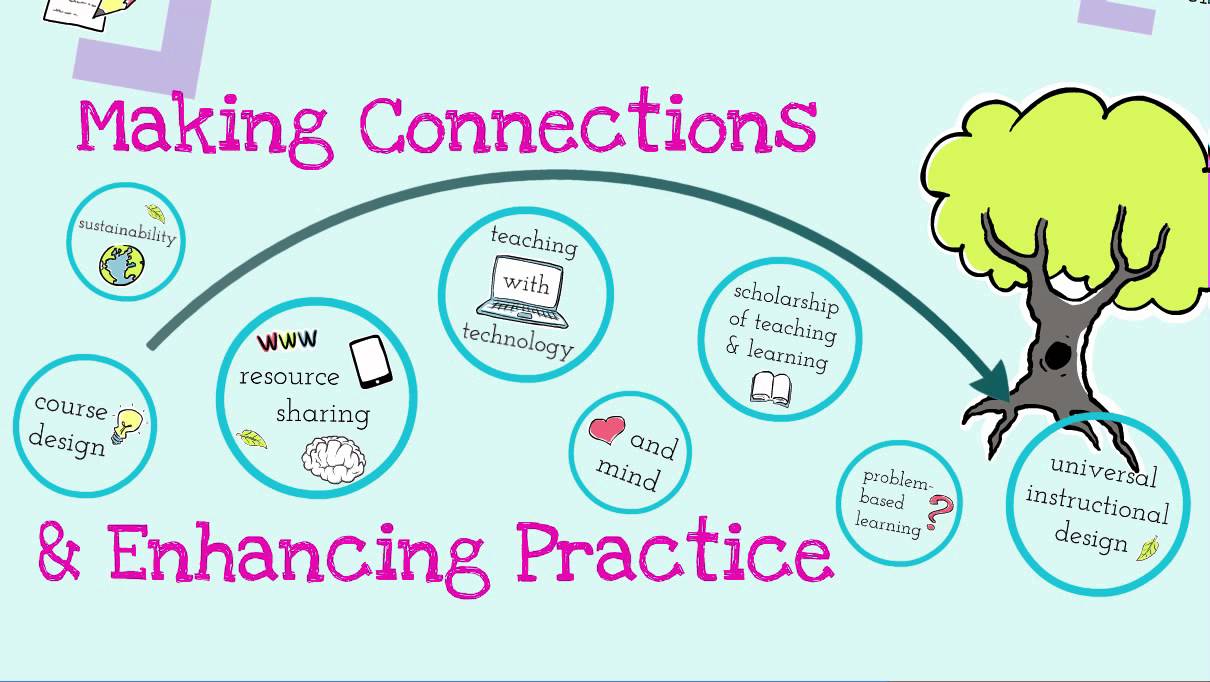 Making Connections
sustainability
course
design
www
resource
sharing
teaching
with
technology
and
mind
scholarship
of teaching
& learning
problem-
based
learning
?
universal
instructional
design
& Enhancing Practice